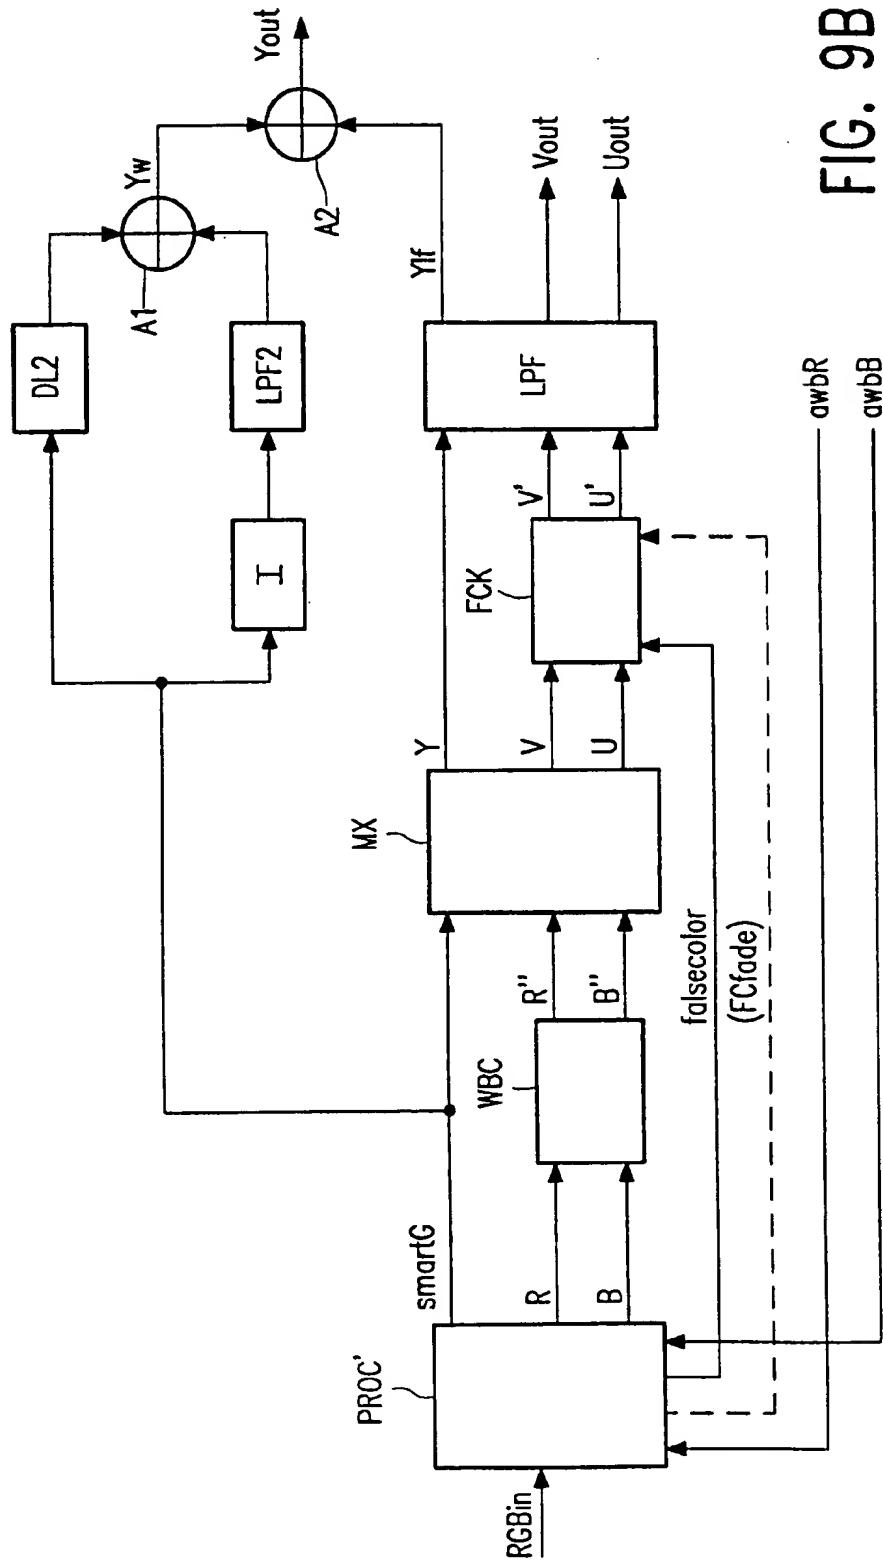 RGBin
PROC'
smartG
R
B
WBC
R''
B''
falsecolor
(FCfade)
MX
Y
V
U
FCK
V'
U'
LPF
Ylf
Vout
Uout
I
DL2
LPF2
A1
Yw
A2
Yout
awbR
awbB
FIG. 9B